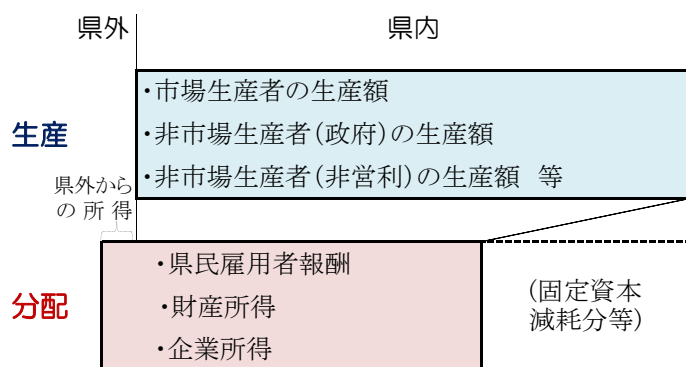 県外
県内
生産
・市場生産者の生産額
・非市場生産者(政府)の生産額
・非市場生産者(非営利)の生産額 等
県外から
の所得
分配
・県民雇用者報酬
・財産所得
・企業所得
(固定資本
減耗分等)